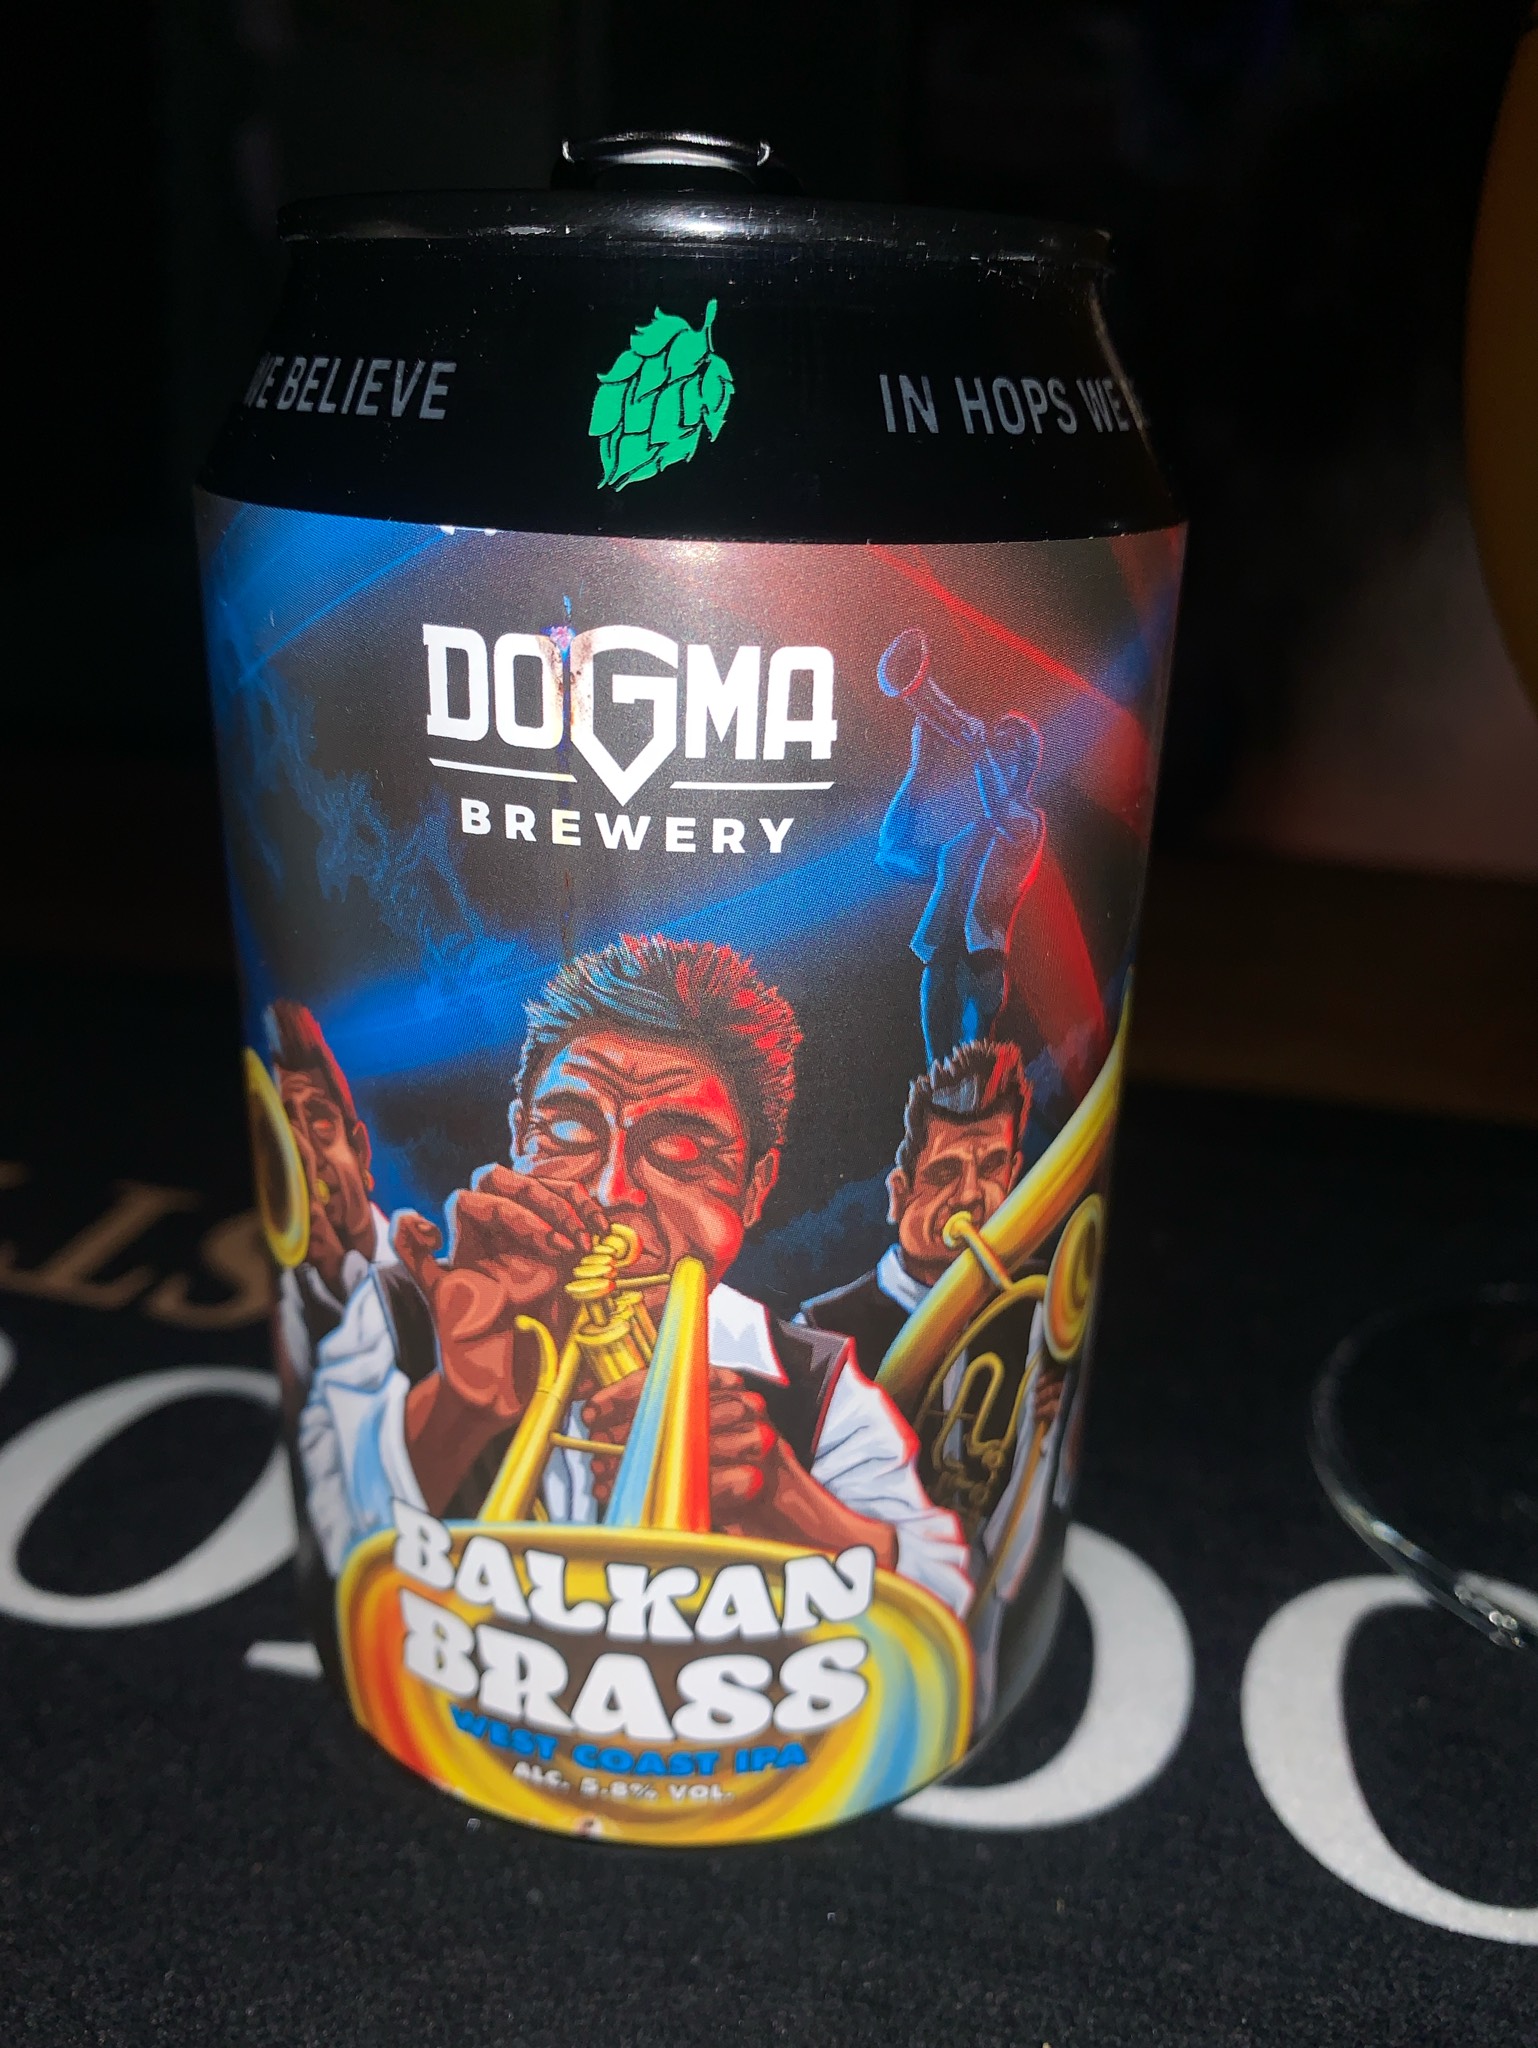 WE BELIEVE
IN HOPS WE
DOGMA
BREWERY
BALKAN
BRASS
WEST COAST IPA
ALC. 5.8% VOL.